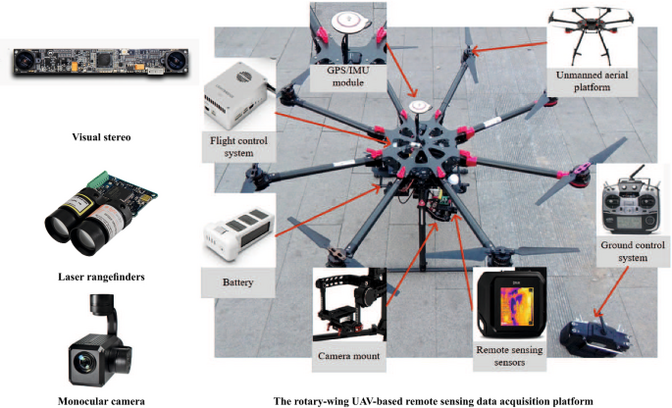 GPS/IMU
module
Unmanned aerial
platform
Flight control
system
Visual stereo
Ground control
system
Laser rangefinders
Battery
Camera mount
Remote sensing
sensors
Monocular camera
The rotary-wing UAV-based remote sensing data acquisition platform